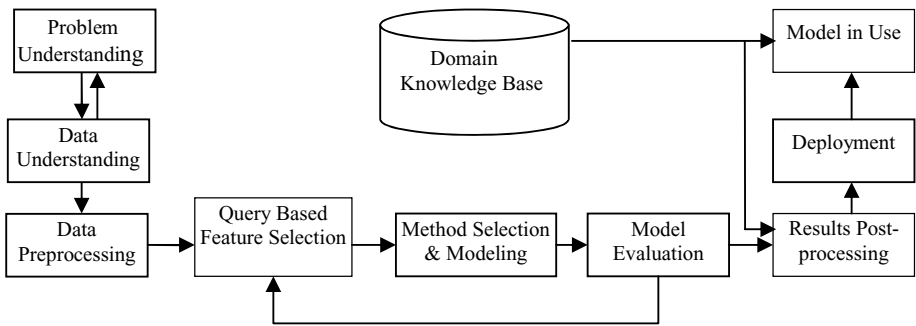 Problem
Understanding
Domain
Knowledge Base
Model in Use
Data
Understanding
Deployment
Data
Preprocessing
Query Based
Feature Selection
Method Selection
& Modeling
Model
Evaluation
Results Post-
processing